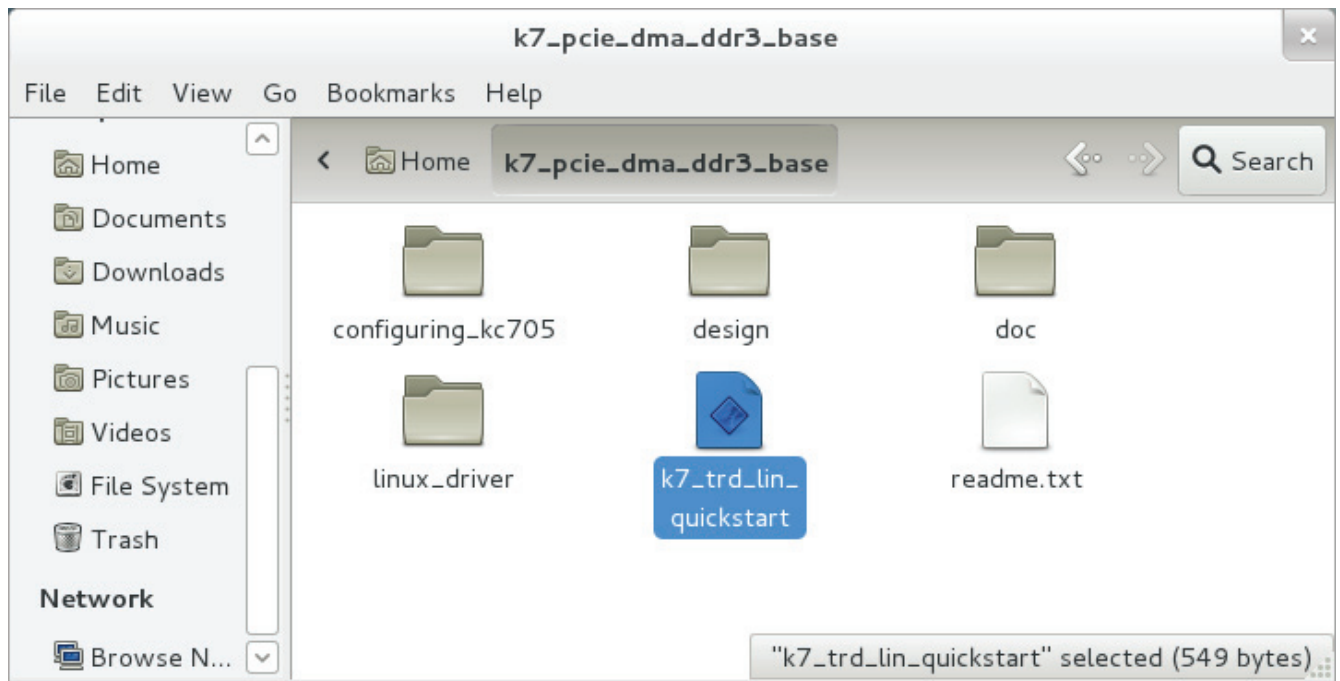 k7_pcie_dma_ddr3_base
File Edit View Go Bookmarks Help
Home
Documents
Downloads
Music
Pictures
Videos
File System
Trash
Network
Browse N...
Home k7_pcie_dma_ddr3_base Search
configuring_kc705 design doc
linux_driver k7_trd_lin_ readme.txt
quickstart
"k7_trd_lin_quickstart" selected (549 bytes)